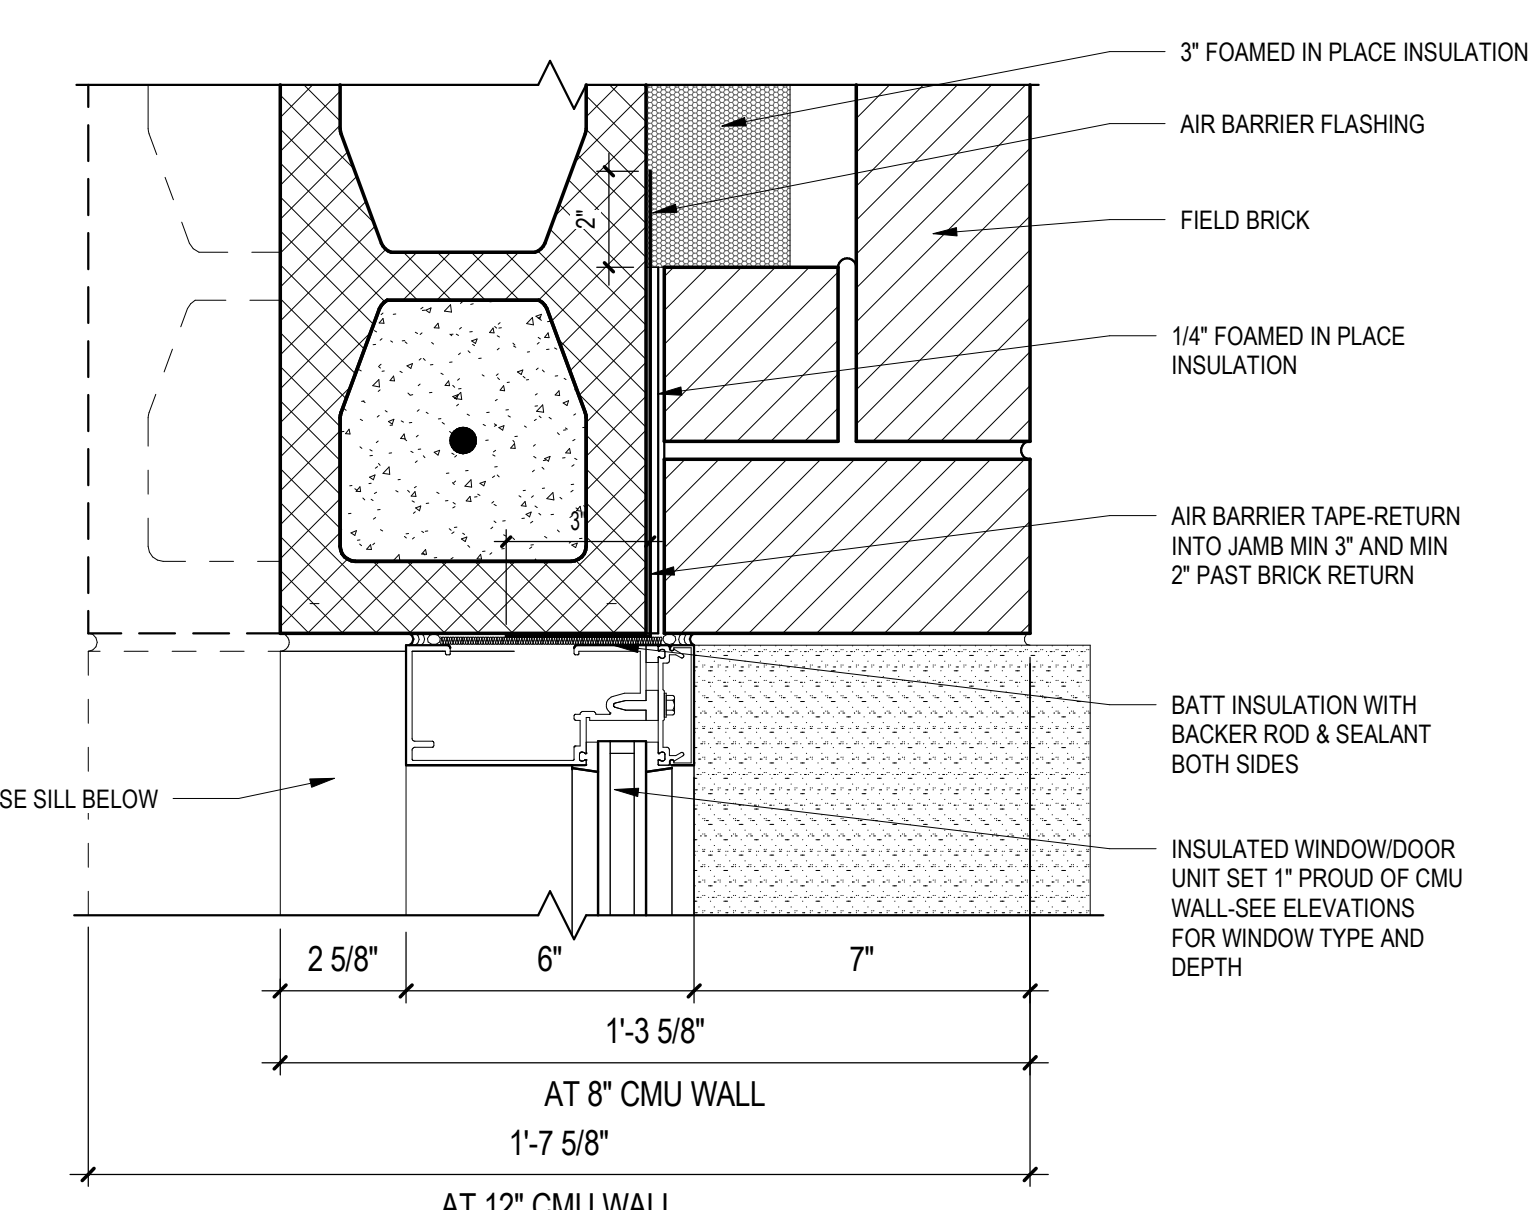 3" FOAMED IN PLACE INSULATION
AIR BARRIER FLASHING
2"
FIELD BRICK
1/4" FOAMED IN PLACE
INSULATION
3"
AIR BARRIER TAPE-RETURN
INTO JAMB MIN 3" AND MIN
2" PAST BRICK RETURN
BATT INSULATION WITH
BACKER ROD & SEALANT
BOTH SIDES
SE SILL BELOW
INSULATED WINDOW/DOOR
UNIT SET 1" PROUD OF CMU
WALL-SEE ELEVATIONS
FOR WINDOW TYPE AND
DEPTH
2 5/8" 6" 7"
1'-3 5/8"
AT 8" CMU WALL
1'-7 5/8"
AT 12" CMU WALL